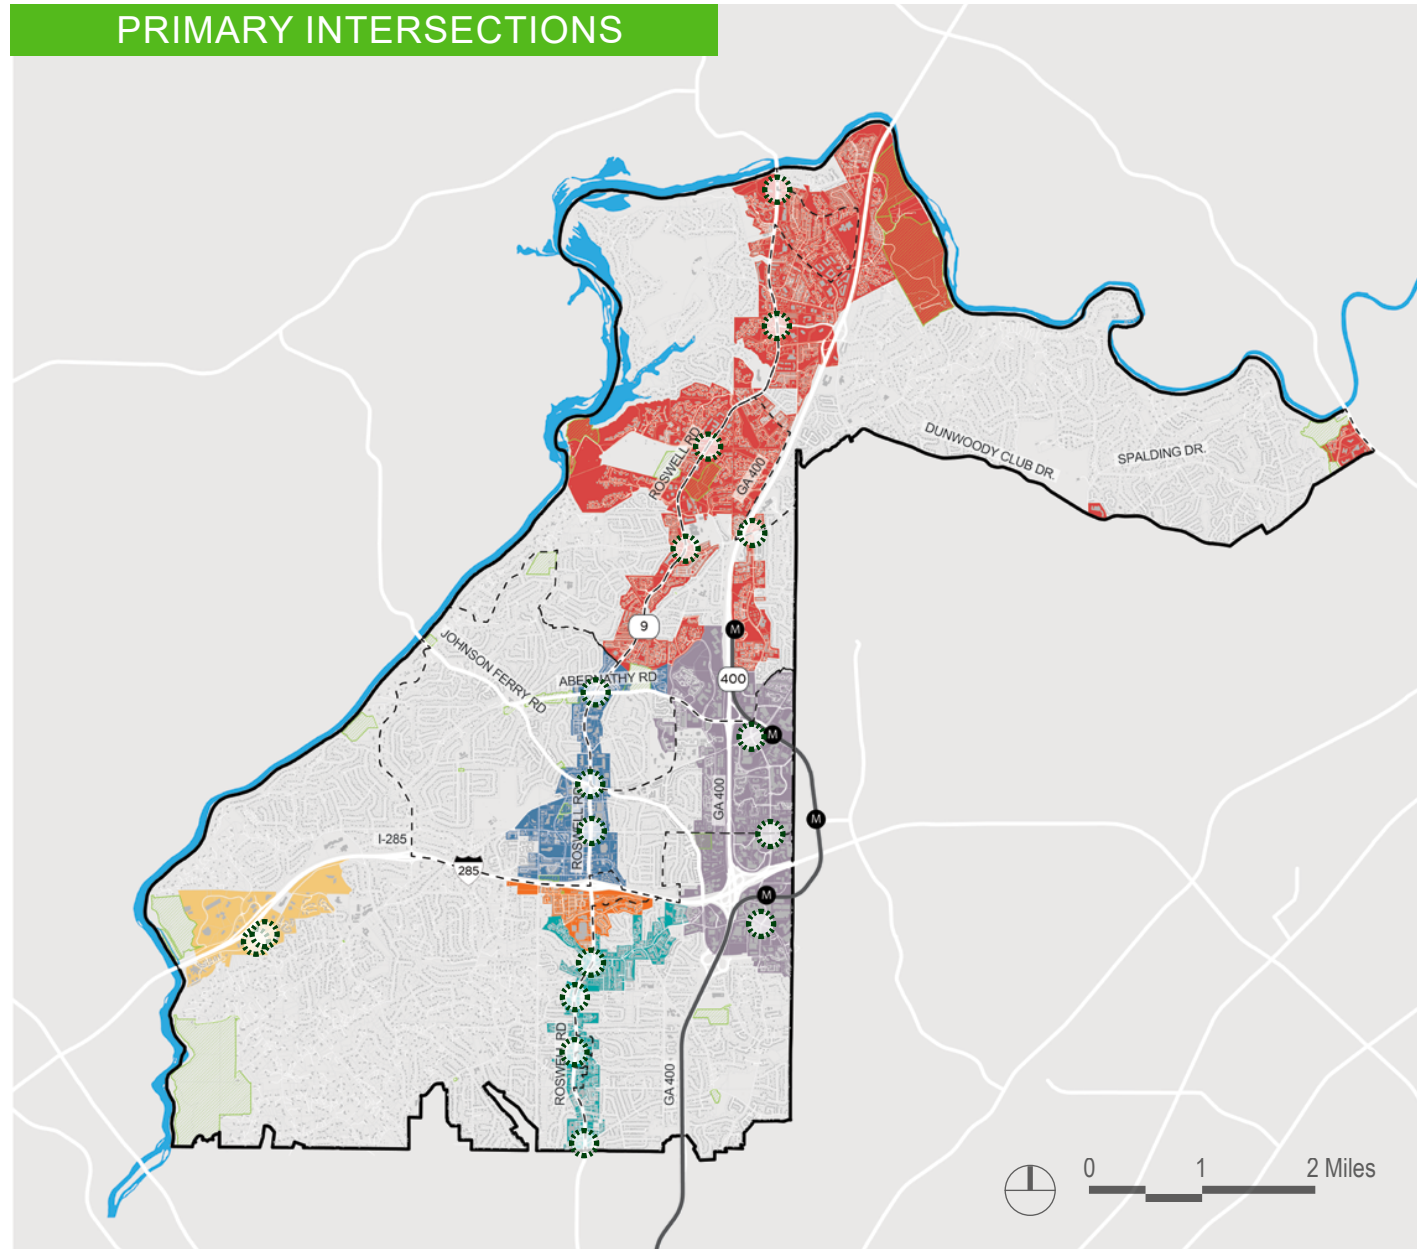 PRIMARY INTERSECTIONS
ROSWELL RD
GA 400
DUNWOODY CLUB DR.
SPALDING DR.
9
M
JOHNSON FERRY RD
ABERNATHY RD
400
M
GA 400
ROSWELL RD
M
I-285
285
M
ROSWELL RD
GA 400
0 1 2 Miles